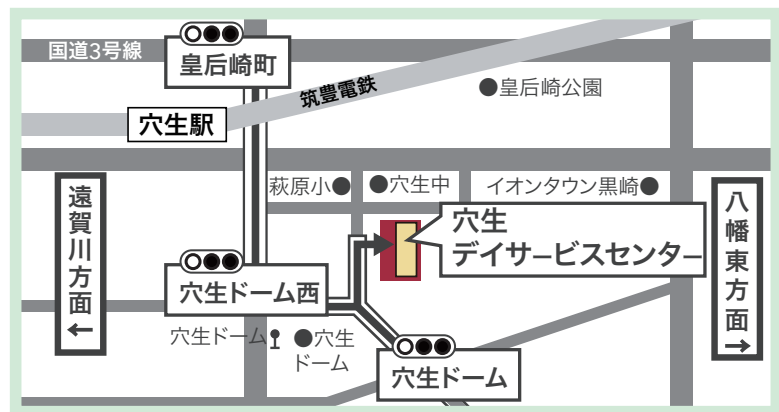 国道3号線
皇后崎町
筑豊電鉄
●皇后崎公園
穴生駅
萩原小●
●穴生中
イオンタウン黒崎●
遠賀川方面←
八幡東方面→
穴生
デイサービスセンター
穴生ドーム西
穴生ドーム
●穴生
ドーム
穴生ドーム